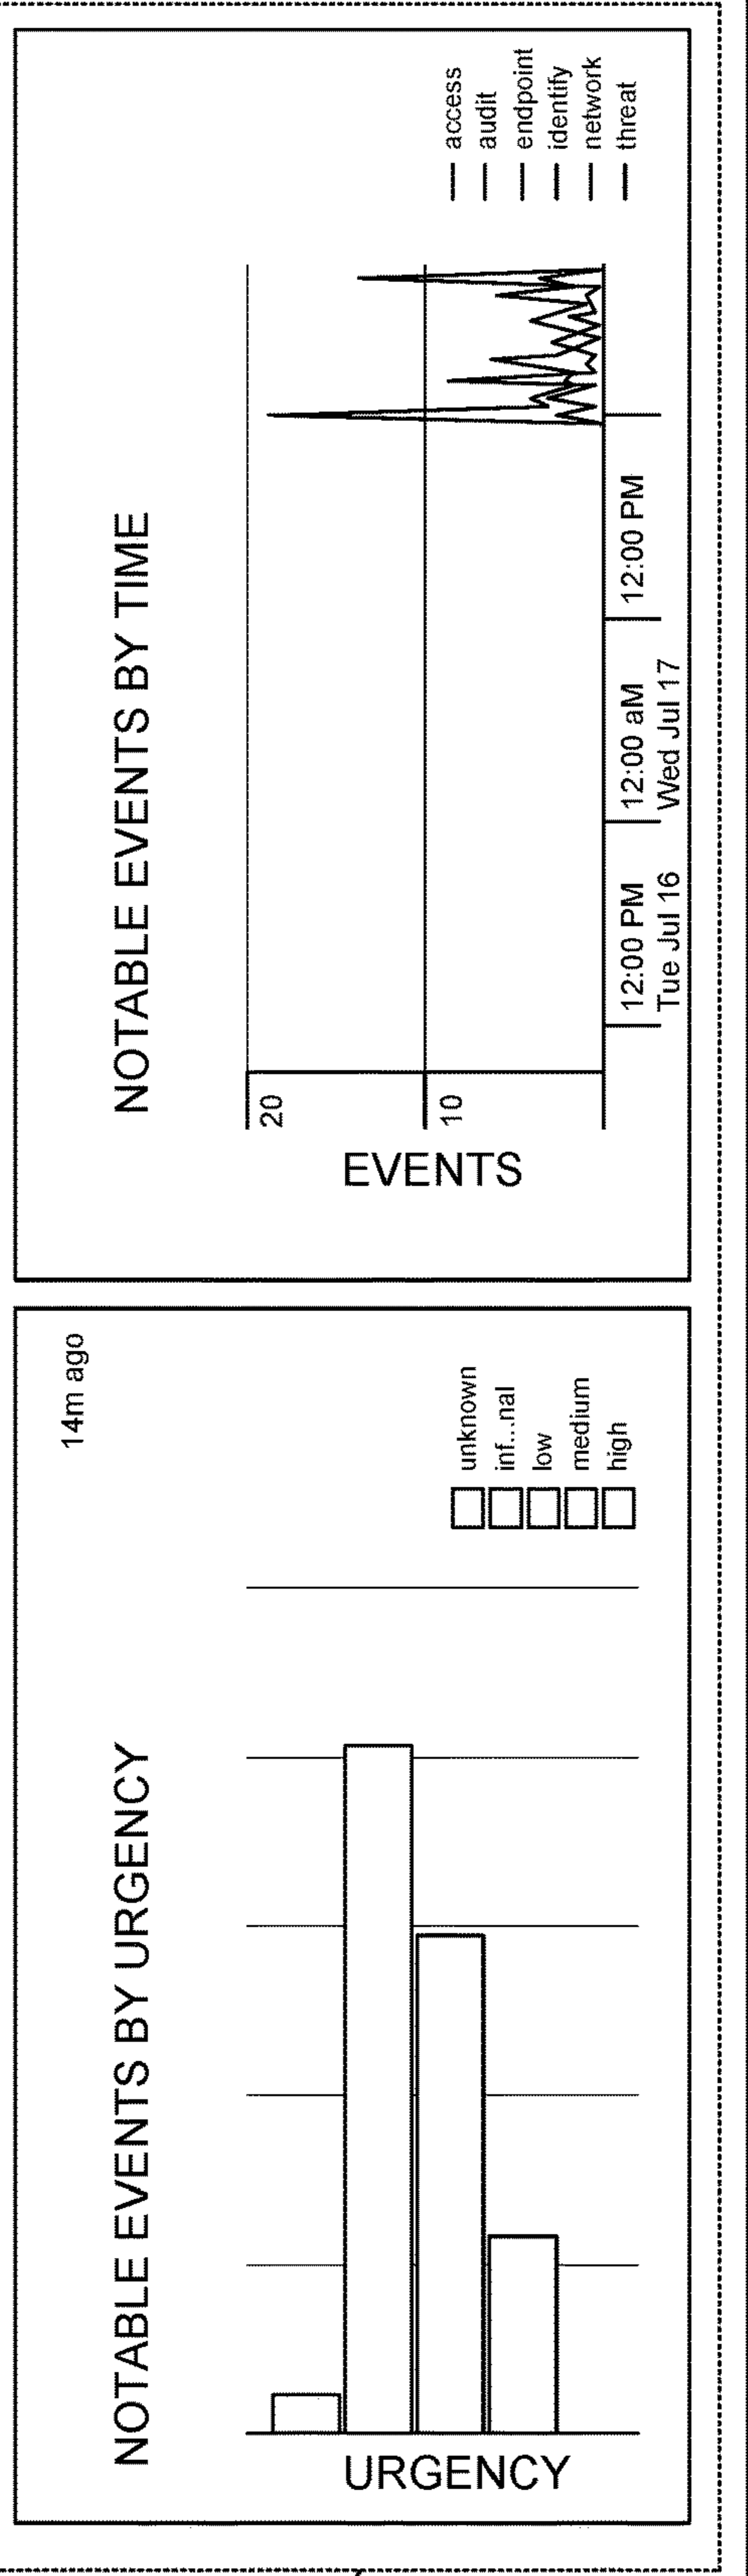 NOTABLE EVENTS BY URGENCY
14m ago
URGENCY
unknown
inf...nal
low
medium
high
NOTABLE EVENTS BY TIME
EVENTS
20
10
12:00 PM
Tue Jul 16
12:00 aM
Wed Jul 17
12:00 PM
access
audit
endpoint
identify
network
threat